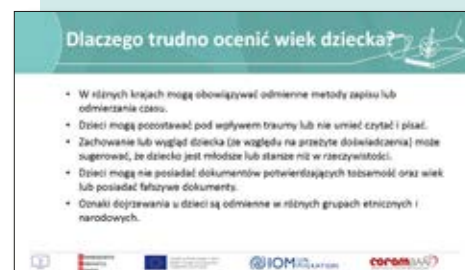 Dlaczego trudno ocenić wiek dziecka?
• W różnych krajach mogą obowiązywać odmienne metody zapisu lub
odmierzania czasu.
• Dzieci mogą pozostawać pod wpływem traumy lub nie umieć czytać i pisać.
• Zachowanie lub wygląd dziecka (ze względu na przeżyte doświadczenia) może
sugerować, że dziecko jest młodsze lub starsze niż w rzeczywistości.
• Dzieci mogą nie posiadać dokumentów potwierdzających tożsamość oraz wiek
lub posiadać fałszywe dokumenty.
• Oznaki dojrzewania u dzieci są odmienne w różnych grupach etnicznych i
narodowych.
IOM
coram